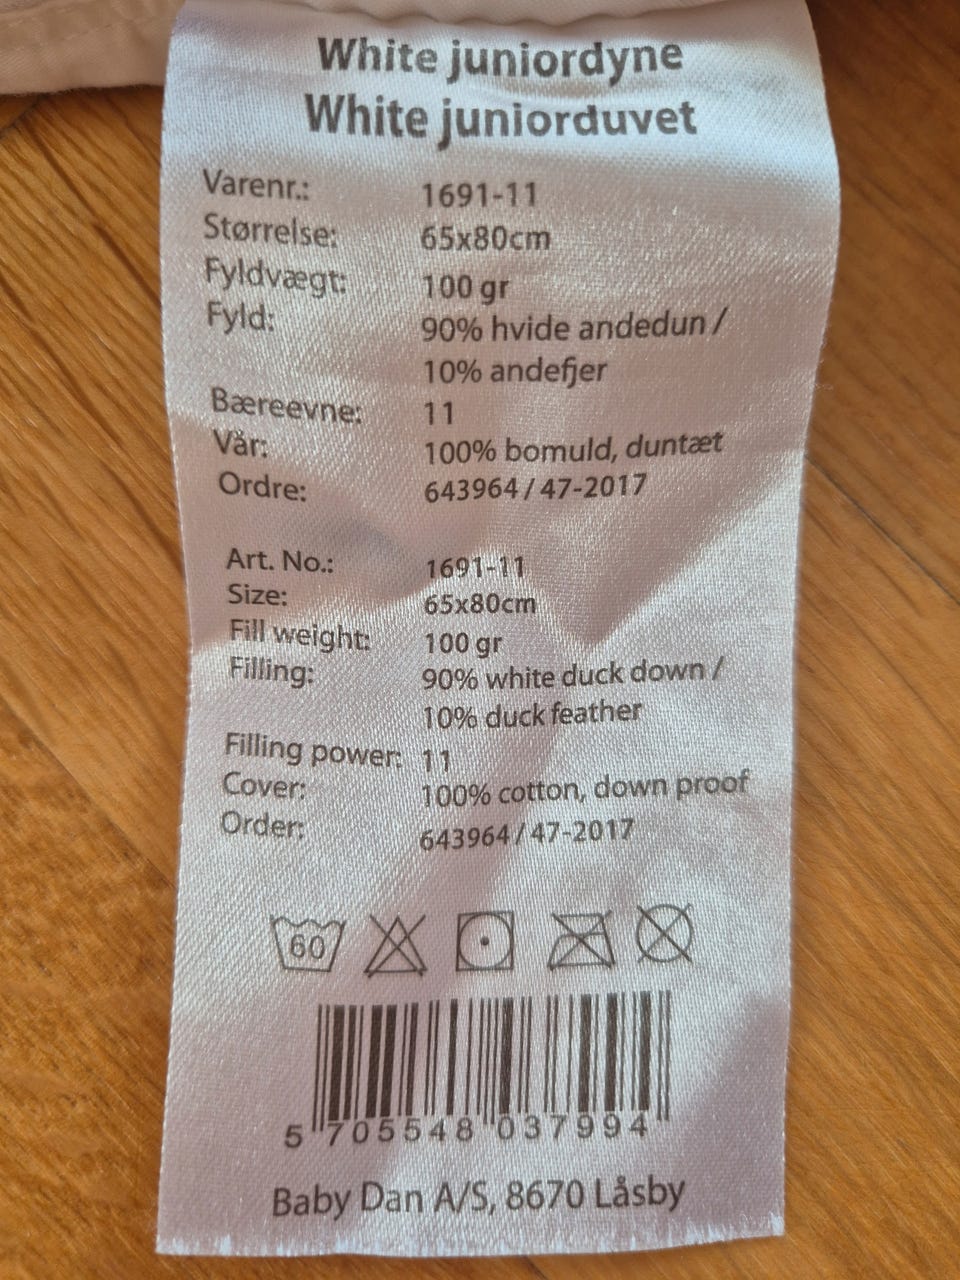 White juniordyne
White juniorduvet
Varenr.: 1691-11
Størrelse: 65x80cm
Fyldvægt: 100 gr
Fyld: 90% hvide andedun /
10% andefjer
Bæreevne: 11
Vår: 100% bomuld, duntæt
Ordre: 643964 / 47-2017
Art. No.: 1691-11
Size: 65x80cm
Fill weight: 100 gr
Filling: 90% white duck down /
10% duck feather
Filling power: 11
Cover: 100% cotton, down proof
Order: 643964 / 47-2017
60
5 705548 037994
Baby Dan A/S, 8670 Låsby